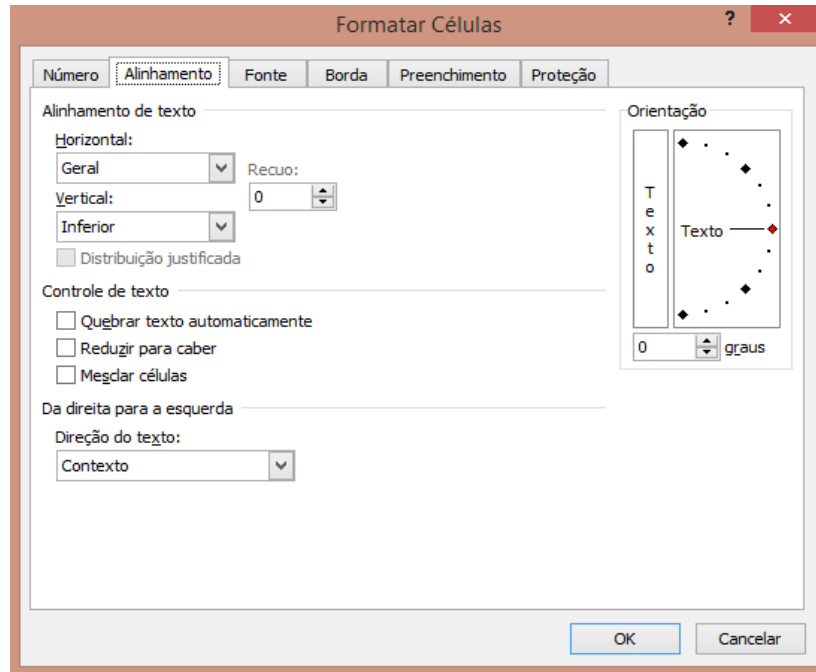 Formatar Células
? ×
Número Alinhamento Fonte Borda Preenchimento Proteção
Alinhamento de texto
Horizontal:
Geral
Recuo:
Vertical:
0
Inferior
Distribuição justificada
Controle de texto
Quebrar texto automaticamente
Reduzir para caber
Mesclar células
Da direita para a esquerda
Direção do texto:
Contexto
Orientação
Texto
Texto
0 graus
OK Cancelar